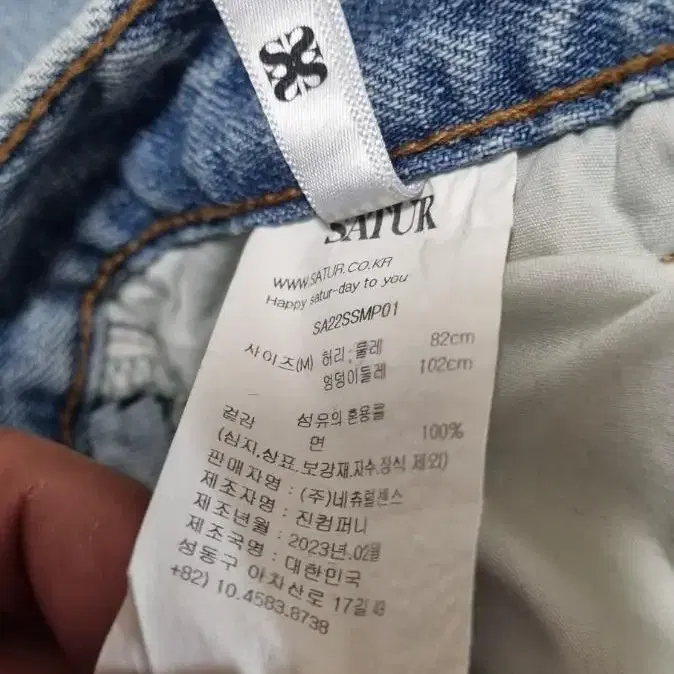 SATUR
WWW.SATUR.CO.KR
Happy satur-day to you
SA22SSMP01
사이즈(M) 허리:둘레 82cm
엉덩이둘레 102cm
겉감 섬유의혼용률
면 100%
(심지,상표,보강재,자수,장식 제외)
판매자명 : (주)네츄럴센스
제조자명 : 진컴퍼니
제조년월 : 2023년.02월
제조국명 : 대한민국
성동구 아차산로 17길
+82) 10.4583.8738